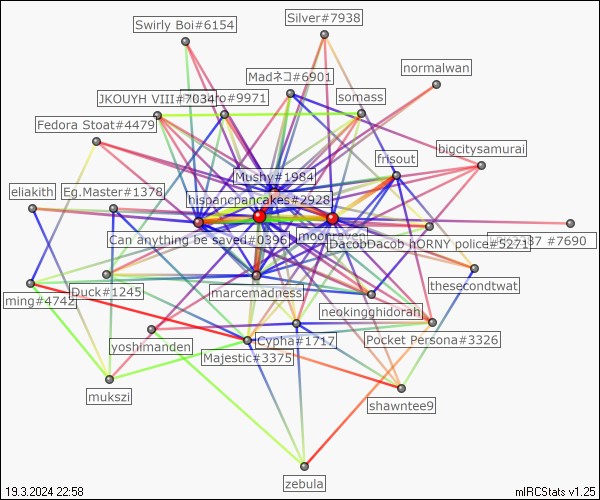 Silver#7938
Swirly Boi#6154
normalwan
Madネコ#6901
JKOUYH VIII#7034
#9971
somass
Fedora Stoat#4479
bigcitysamurai
frisout
Mushy#1984
eliakith
Eg.Master#1378
hispancpancakes#2928
moonraven
Can anything be saved#0396
DacobDacob hORNY police#5271
#7690
thesecondtwat
Duck#1245
marcemadness
ming#4742
neokingghidorah
Cypha#1717
Pocket Persona#3326
yoshimanden
Majestic#3375
mukszi
shawntee9
zebula
19.3.2024 22:58
mIRCStats v1.25